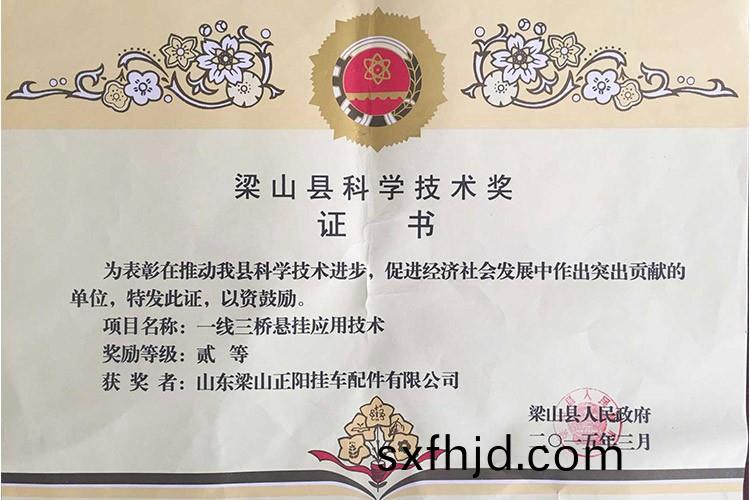 梁山县科学技术奖
证 书
为表彰在推动我县科学技术进步，促进经济社会发展中作出突出贡献的
单位，特发此证，以资鼓励。
项目名称：一线三桥悬挂应用技术
奖励等级：贰 等
获 奖 者：山东梁山正阳挂车配件有限公司
梁山县人民政府
二〇一五年三月
sxfhjd.com